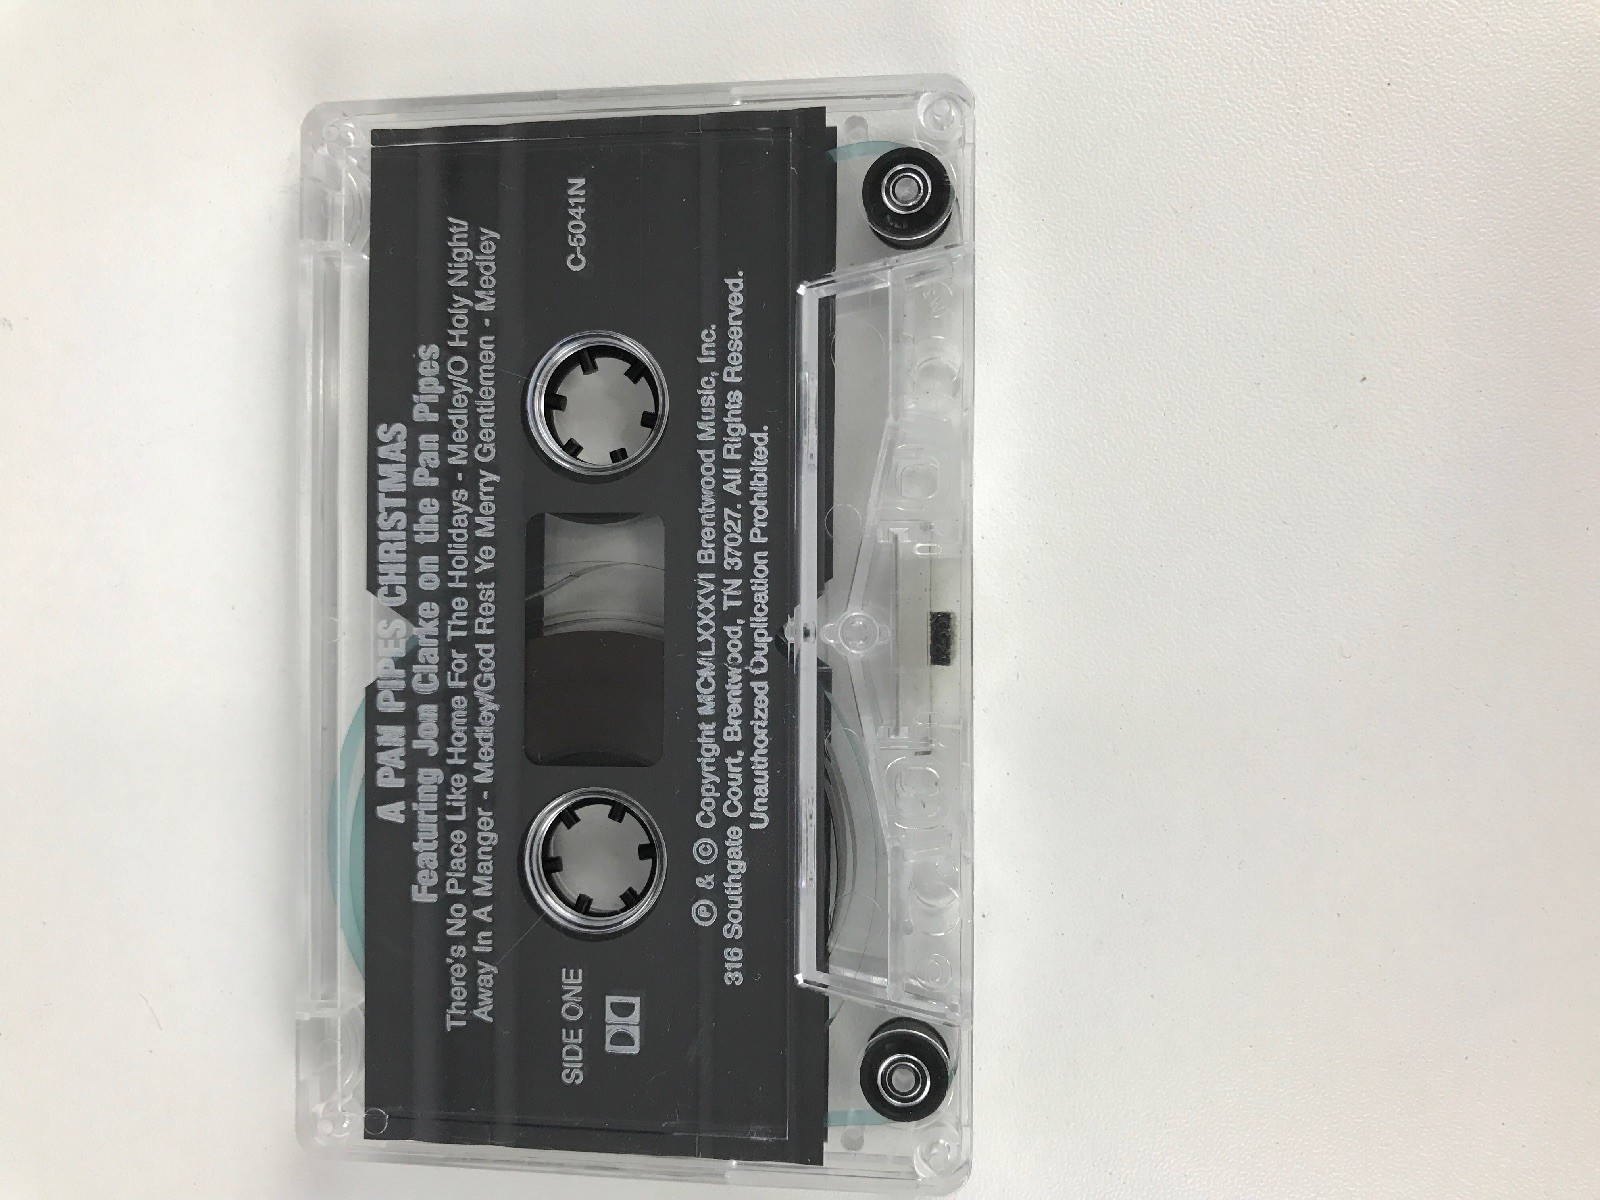 A PAN PIPES CHRISTMAS
Featuring Jon Clarke on the Pan Pipes
There's No Place Like Home For The Holidays - Medley/O Holy Night/
Away In A Manger - Medley/God Rest Ye Merry Gentlemen - Medley
SIDE ONE
C-5041N
℗ & © Copyright MCMLXXXVI Brentwood Music, Inc.
316 Southgate Court, Brentwood, TN 37027. All Rights Reserved.
Unauthorized Duplication Prohibited.